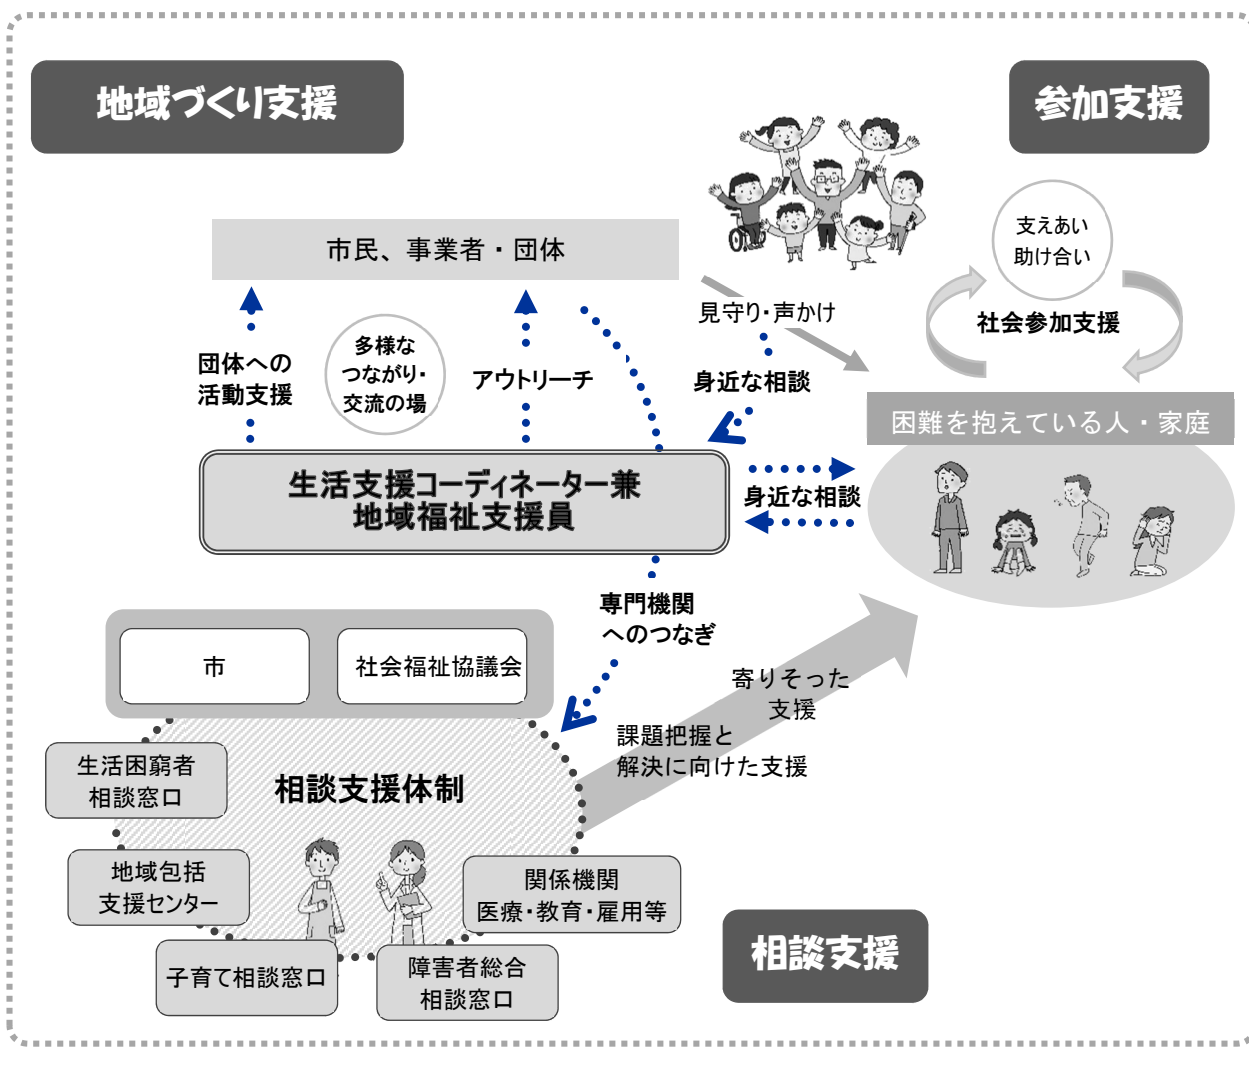 地域づくり支援
参加支援
支えあい
助け合い
社会参加支援
市民、事業者・団体
見守り・声かけ
団体への
活動支援
多様な
つながり・
交流の場
アウトリーチ
身近な相談
困難を抱えている人・家庭
生活支援コーディネーター兼
地域福祉支援員
身近な相談
専門機関
へのつなぎ
市
社会福祉協議会
寄りそった
支援
課題把握と
解決に向けた支援
生活困窮者
相談窓口
相談支援体制
地域包括
支援センター
関係機関
医療・教育・雇用等
子育て相談窓口
障害者総合
相談窓口
相談支援